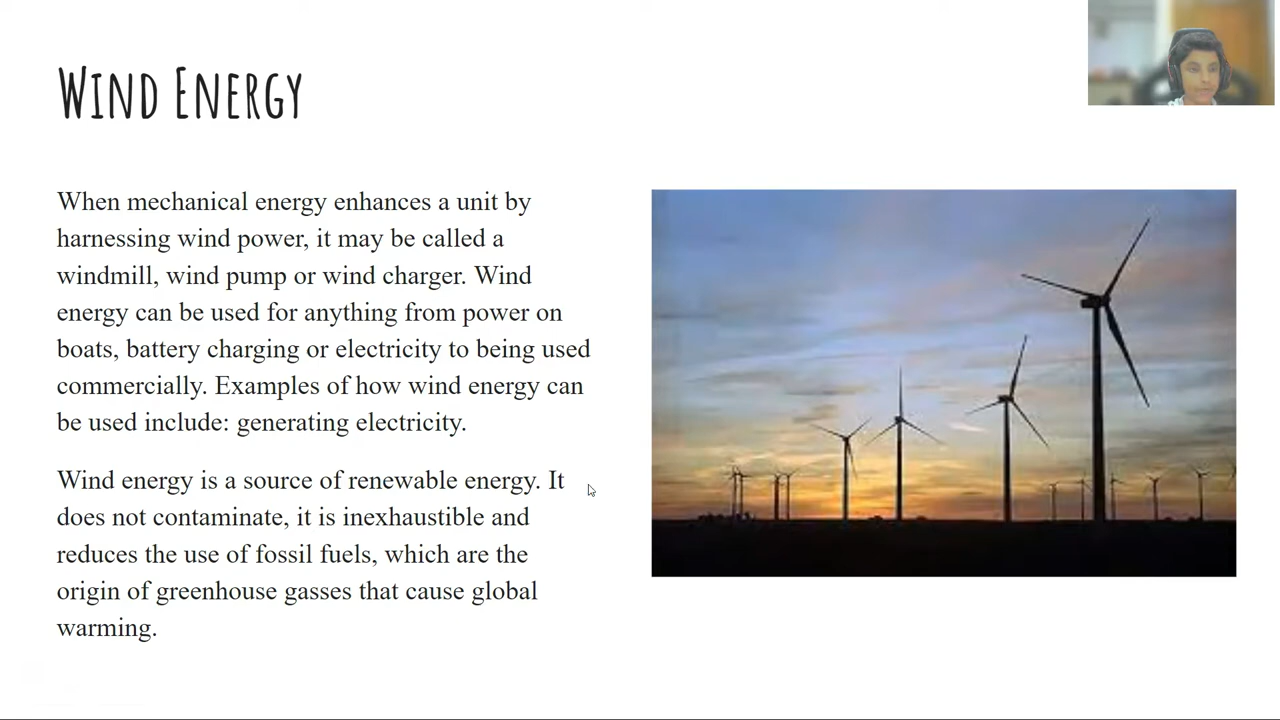 Wind Energy
When mechanical energy enhances a unit by
harnessing wind power, it may be called a
windmill, wind pump or wind charger. Wind
energy can be used for anything from power on
boats, battery charging or electricity to being used
commercially. Examples of how wind energy can
be used include: generating electricity.
Wind energy is a source of renewable energy. It
does not contaminate, it is inexhaustible and
reduces the use of fossil fuels, which are the
origin of greenhouse gasses that cause global
warming.